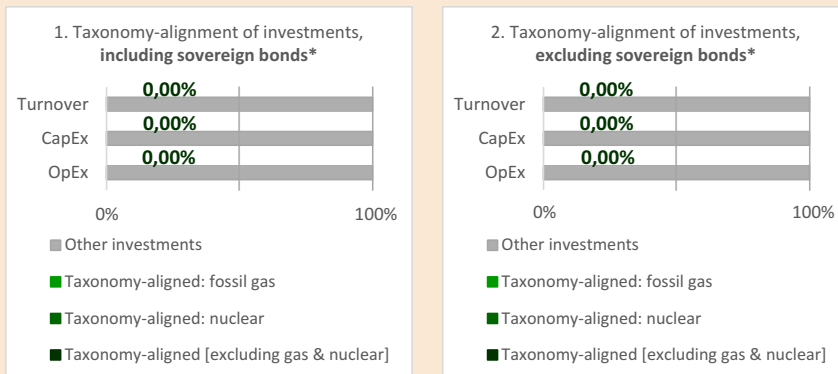 1. Taxonomy-alignment of investments,
including sovereign bonds*
0,00%
Turnover
0,00%
CapEx
0,00%
OpEx
0% 100%
Other investments
Taxonomy-aligned: fossil gas
Taxonomy-aligned: nuclear
Taxonomy-aligned [excluding gas & nuclear]
2. Taxonomy-alignment of investments,
excluding sovereign bonds*
0,00%
Turnover
0,00%
CapEx
0,00%
OpEx
0% 100%
Other investments
Taxonomy-aligned: fossil gas
Taxonomy-aligned: nuclear
Taxonomy-aligned [excluding gas & nuclear]